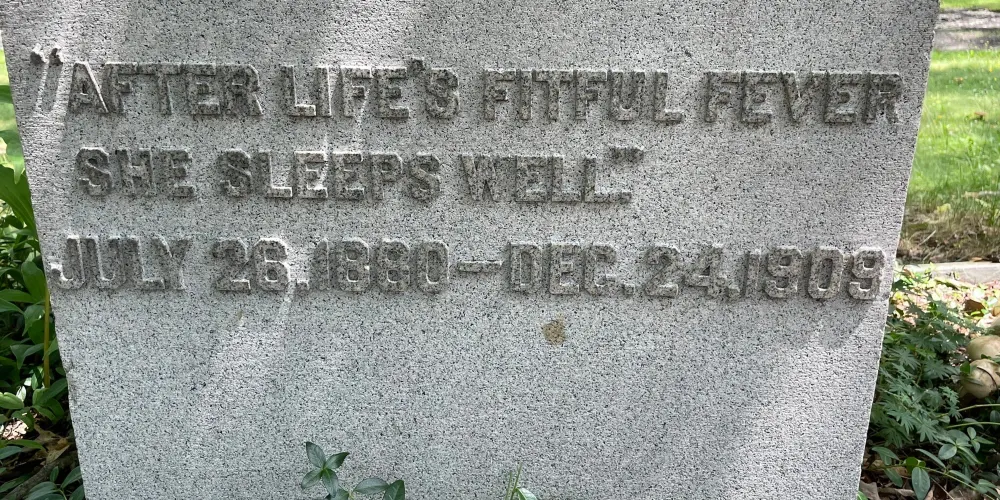 "AFTER LIFE'S FITFUL FEVER
SHE SLEEPS WELL."
JULY 26, 1880—DEC. 24, 1909